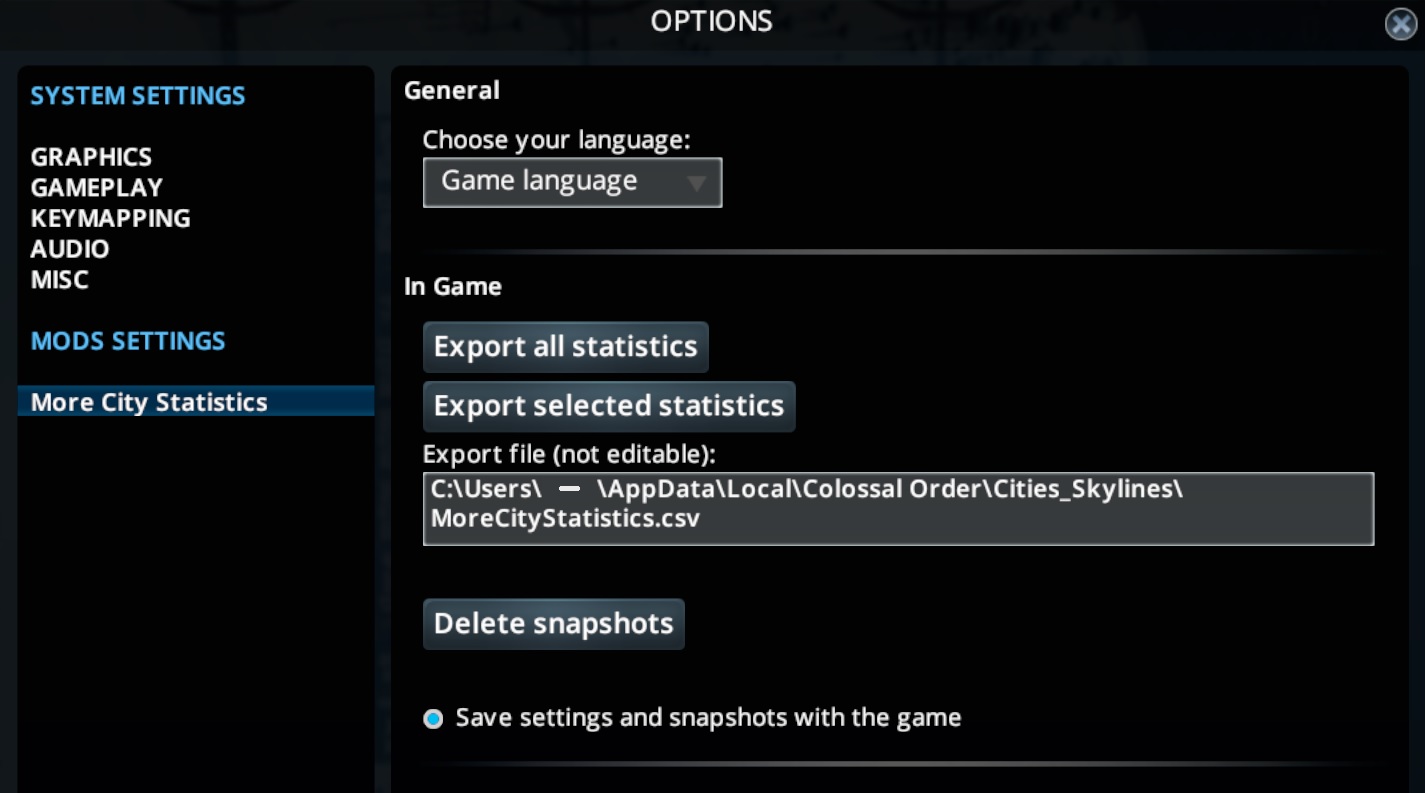 OPTIONS
SYSTEM SETTINGS
GRAPHICS
GAMEPLAY
KEYMAPPING
AUDIO
MISC
MODS SETTINGS
More City Statistics
General
Choose your language:
Game language
In Game
Export all statistics
Export selected statistics
Export file (not editable):
C:\Users\ — \AppData\Local\Colossal Order\Cities_Skylines\
MoreCityStatistics.csv
Delete snapshots
Save settings and snapshots with the game